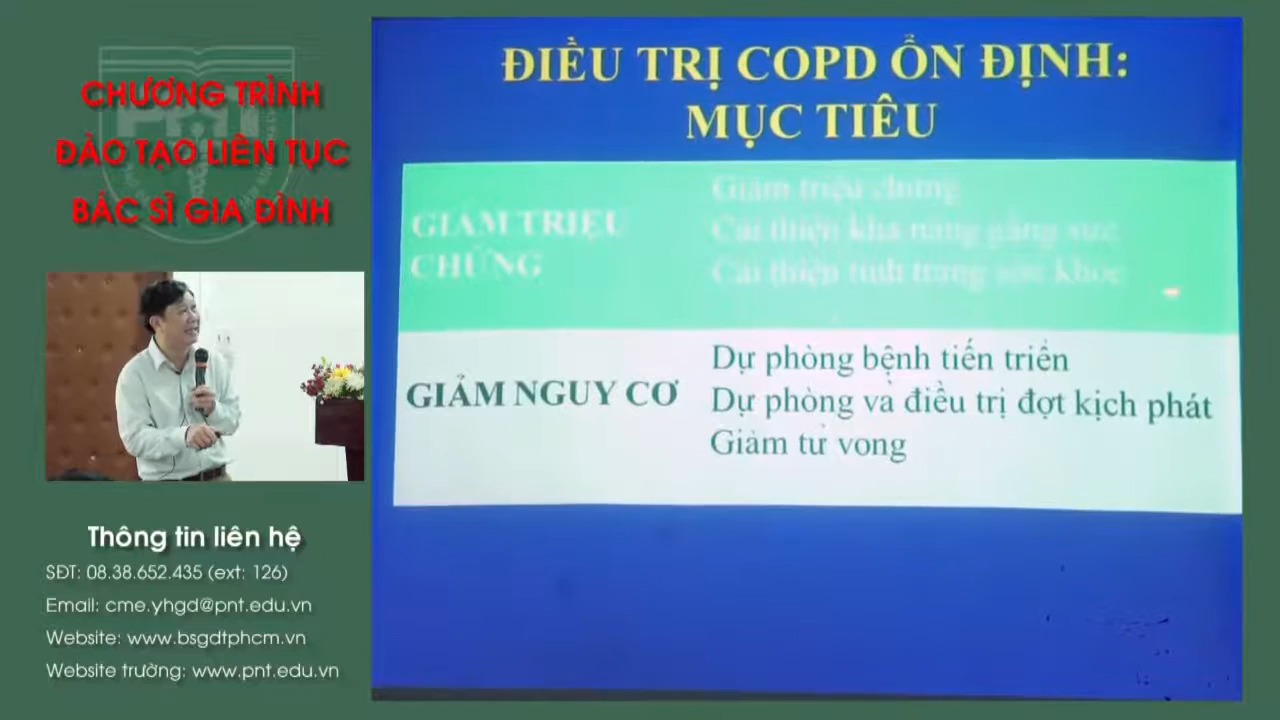 CHƯƠNG TRÌNH
ĐÀO TẠO LIÊN TỤC
BÁC SĨ GIA ĐÌNH
Thông tin liên hệ
SĐT: 08.38.652.435 (ext: 126)
Email: cme.yhgd@pnt.edu.vn
Website: www.bsgdtphcm.vn
Website trường: www.pnt.edu.vn
ĐIỀU TRỊ COPD ỔN ĐỊNH:
MỤC TIÊU
GIẢM TRIỆU
CHỨNG
Giảm triệu chứng
Cải thiện khả năng gắng sức
Cải thiện tình trạng sức khỏe
GIẢM NGUY CƠ
Dự phòng bệnh tiến triển
Dự phòng và điều trị đợt kịch phát
Giảm tử vong